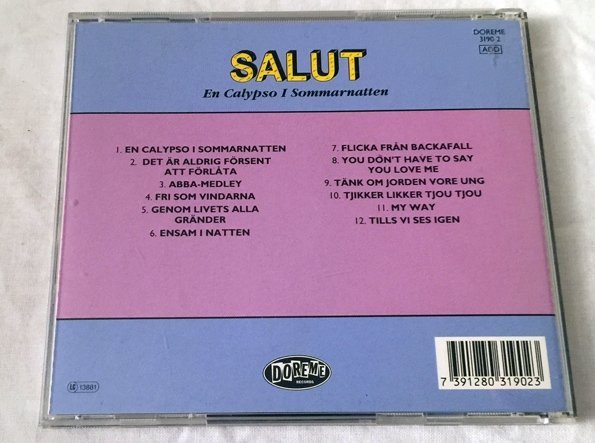 DOREME
3190-2
ADD
SALUT
En Calypso I Sommarnatten
1. EN CALYPSO I SOMMARNATTEN
2. DET ÄR ALDRIG FÖRSENT
ATT FÖRLÅTA
3. ABBA-MEDLEY
4. FRI SOM VINDARNA
5. GENOM LIVETS ALLA
GRÄNDER
6. ENSAM I NATTEN
7. FLICKA FRÅN BACKAFALL
8. YOU DON'T HAVE TO SAY
YOU LOVE ME
9. TÄNK OM JORDEN VORE UNG
10. TJIKKER LIKKER TJOU TJOU
11. MY WAY
12. TILLS VI SES IGEN
LC 13881
DOREME
RECORDS
7 391280 319023